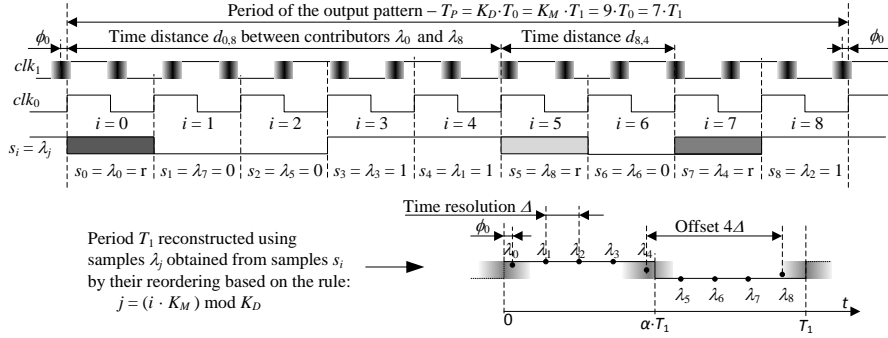 Period of the output pattern – T_P = K_D·T_0 = K_M·T_1 = 9·T_0 = 7·T_1
ϕ_0 Time distance d_{0,8} between contributors λ_0 and λ_8 Time distance d_{8,4} ϕ_0
clk_1
clk_0
i = 0 i = 1 i = 2 i = 3 i = 4 i = 5 i = 6 i = 7 i = 8
s_i = λ_j
s_0 = λ_0 = r s_1 = λ_7 = 0 s_2 = λ_5 = 0 s_3 = λ_3 = 1 s_4 = λ_1 = 1 s_5 = λ_8 = r s_6 = λ_6 = 0 s_7 = λ_4 = r s_8 = λ_2 = 1
Time resolution Δ
ϕ_0 Offset 4Δ
Period T_1 reconstructed using
samples λ_j obtained from samples s_i
by their reordering based on the rule:
j = (i · K_M) mod K_D
λ_0 λ_1 λ_2 λ_3 λ_4
λ_5 λ_6 λ_7 λ_8
t
0 α·T_1 T_1